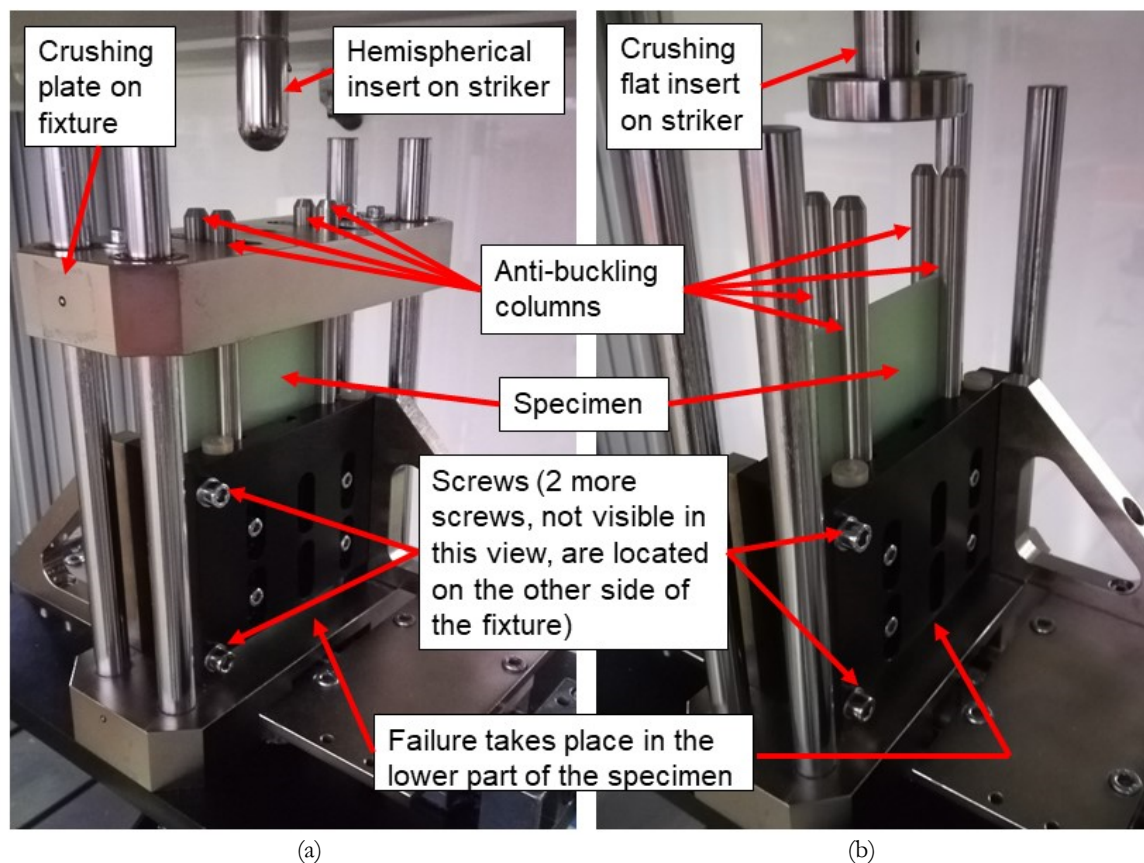 Crushing
plate on
fixture
Hemispherical
insert on striker
Crushing
flat insert
on striker
Anti-buckling
columns
Specimen
Screws (2 more
screws, not visible in
this view, are located
on the other side of
the fixture)
Failure takes place in the
lower part of the specimen
(a)
(b)